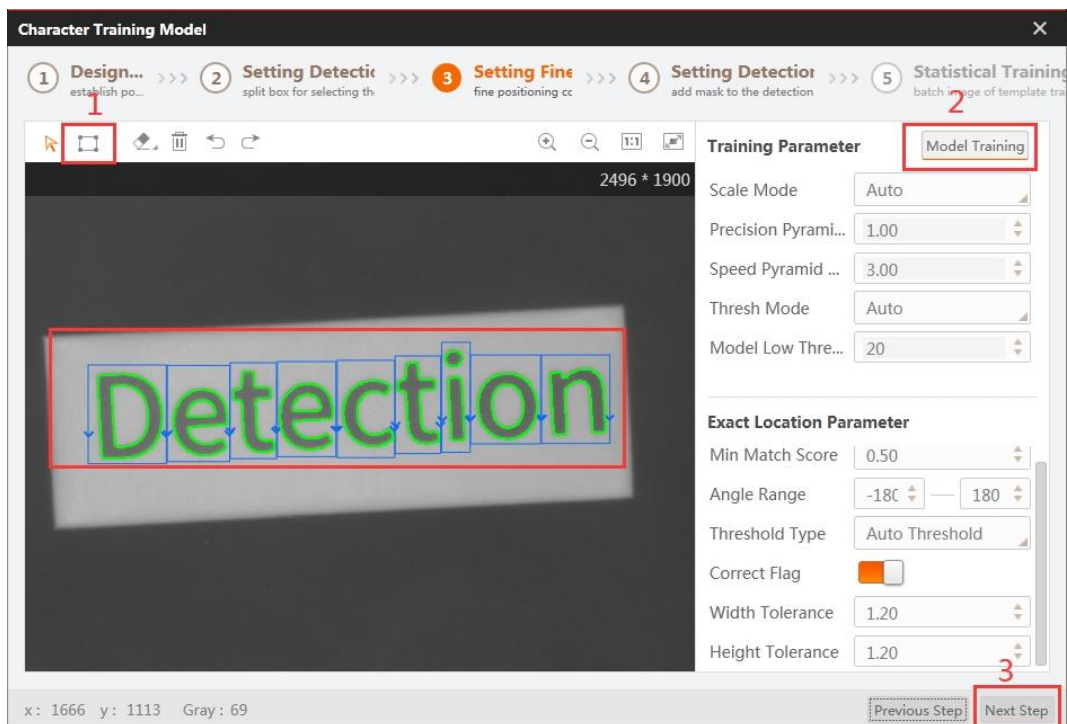 Character Training Model
1 Design... >>> 2 Setting Detectic >>> 3 Setting Fine >>> 4 Setting Detection >>> 5 Statistical Training
establish po... split box for selecting th fine positioning cc add mask to the detection batch image of template tra
1
2
1:1
Training Parameter Model Training
2496 * 1900
Scale Mode Auto
Precision Pyrami... 1.00
Speed Pyramid ... 3.00
Thresh Mode Auto
Model Low Thre... 20
Detection
Exact Location Parameter
Min Match Score 0.50
Angle Range -180 — 180
Threshold Type Auto Threshold
Correct Flag
Width Tolerance 1.20
Height Tolerance 1.20
3
x: 1666 y: 1113 Gray: 69 Previous Step Next Step